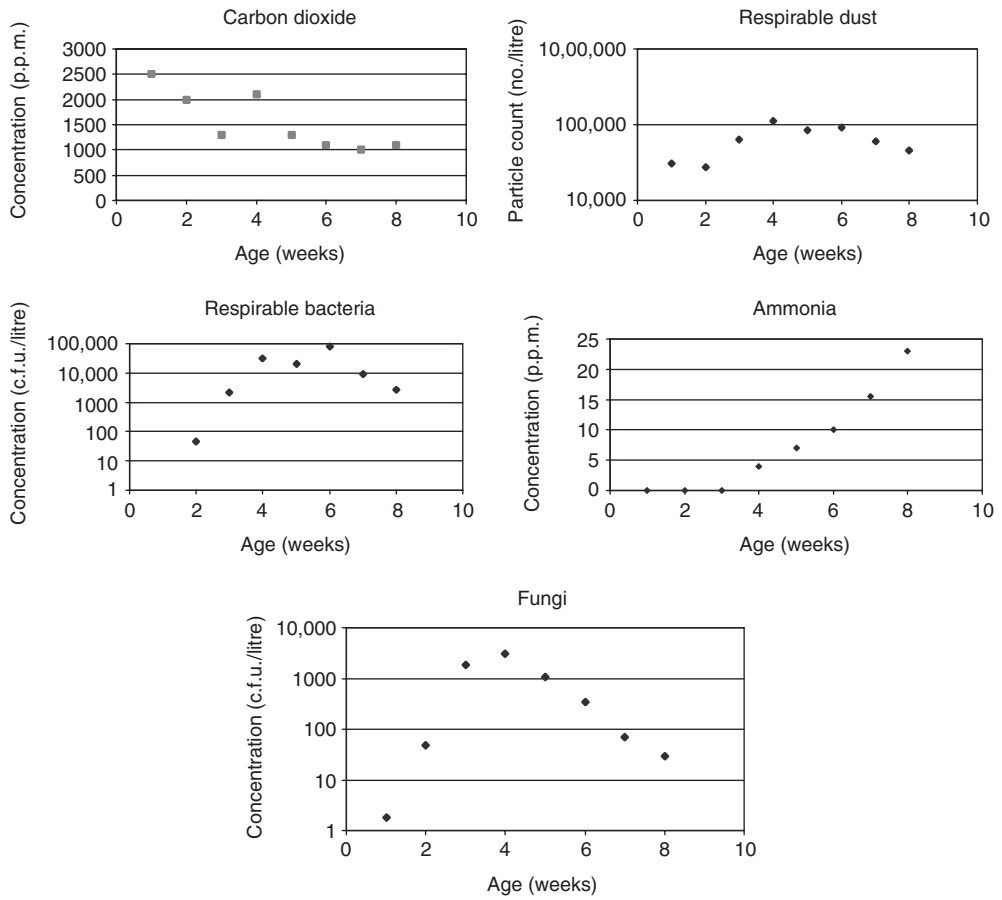 Carbon dioxide
Concentration (p.p.m.)
3000
2500
2000
1500
1000
500
0
0 2 4 6 8 10
Age (weeks)
Respirable dust
Particle count (no./litre)
10,00,000
100,000
10,000
0 2 4 6 8 10
Age (weeks)
Respirable bacteria
Concentration (c.f.u./litre)
100,000
10,000
1000
100
10
1
0 2 4 6 8 10
Age (weeks)
Ammonia
Concentration (p.p.m.)
25
20
15
10
5
0
0 2 4 6 8 10
Age (weeks)
Fungi
Concentration (c.f.u./litre)
10,000
1000
100
10
1
0 2 4 6 8 10
Age (weeks)